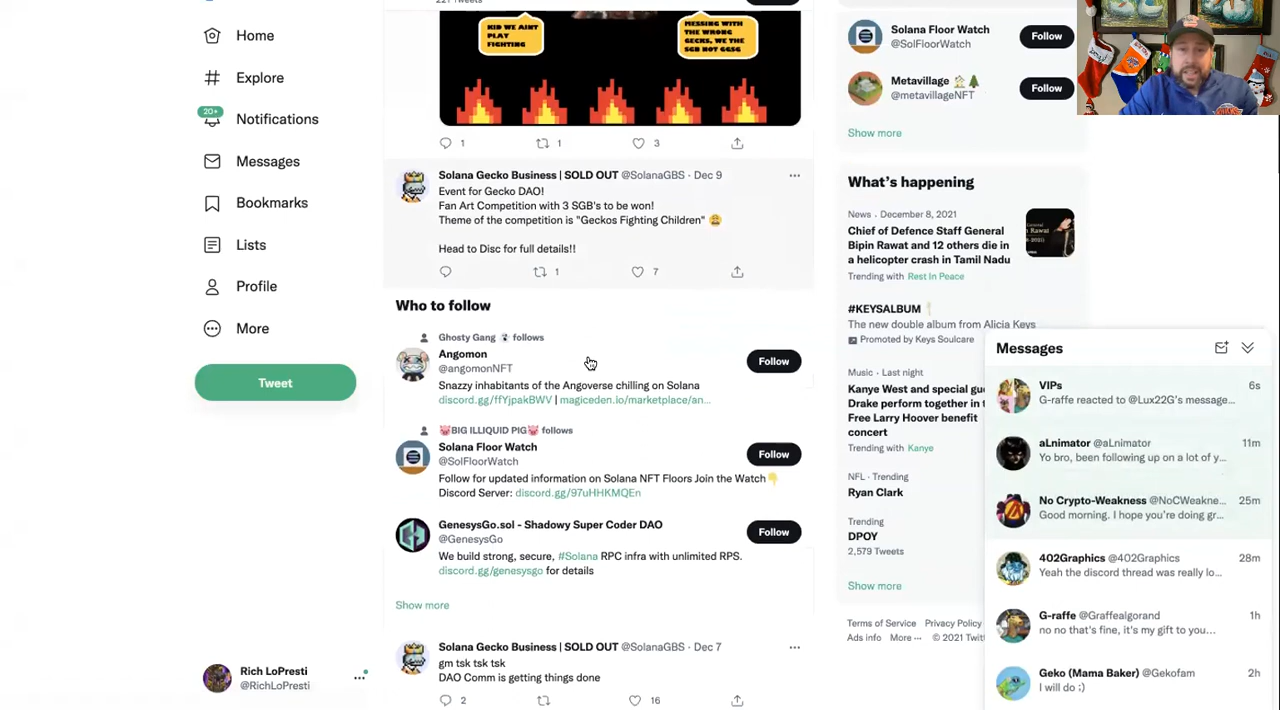 Home
Explore
20+
Notifications
Messages
Bookmarks
Lists
Profile
More
Tweet
Rich LoPresti
@RichLoPresti
KID WE AINT
PLAY
FIGHTING
MESSING WITH
THE WRONG
GECKS, WE THE
SGB NOT GGSG
1 1 3
Solana Gecko Business | SOLD OUT @SolanaGBS · Dec 9
Event for Gecko DAO!
Fan Art Competition with 3 SGB's to be won!
Theme of the competition is "Geckos Fighting Children" 😩
Head to Disc for full details!!
1 7
Who to follow
Ghosty Gang follows
Angomon
@angomonNFT
Follow
Snazzy inhabitants of the Angoverse chilling on Solana
discord.gg/ffYjpakBWV | magiceden.io/marketplace/an...
🐷BIG ILLIQUID PIG🐷 follows
Solana Floor Watch
@SolFloorWatch
Follow
Follow for updated information on Solana NFT Floors Join the Watch👇
Discord Server: discord.gg/97uHHKMQEn
GenesysGo.sol - Shadowy Super Coder DAO
@GenesysGo
Follow
We build strong, secure, #Solana RPC infra with unlimited RPS.
discord.gg/genesysgo for details
Show more
Solana Gecko Business | SOLD OUT @SolanaGBS · Dec 7
gm tsk tsk tsk
DAO Comm is getting things done
2 16
Solana Floor Watch
@SolFloorWatch
Follow
Metavillage 🏡🌲
@metavillageNFT
Follow
Show more
What's happening
News · December 8, 2021
Chief of Defence Staff General
Bipin Rawat and 12 others die in
a helicopter crash in Tamil Nadu
Trending with Rest In Peace
#KEYSALBUM
The new double album from Alicia Keys
Promoted by Keys Soulcare
Music · Last night
Kanye West and special gu
Drake perform together in t
Free Larry Hoover benefit
concert
Trending with Kanye
NFL · Trending
Ryan Clark
Trending
DPOY
2,579 Tweets
Show more
Terms of Service Privacy Policy
Ads info More ··· © 2021 Twit
Messages
VIPs 6s
G-raffe reacted to @Lux22G's message...
aLnimator @aLnimator 11m
Yo bro, been following up on a lot of y...
No Crypto-Weakness @NoCWeakne... 25m
Good morning. I hope you're doing gr...
402Graphics @402Graphics 28m
Yeah the discord thread was really lo...
G-raffe @Graffealgorand 1h
no no that's fine, it's my gift to you...
Geko (Mama Baker) @Gekofam 2h
I will do ;)